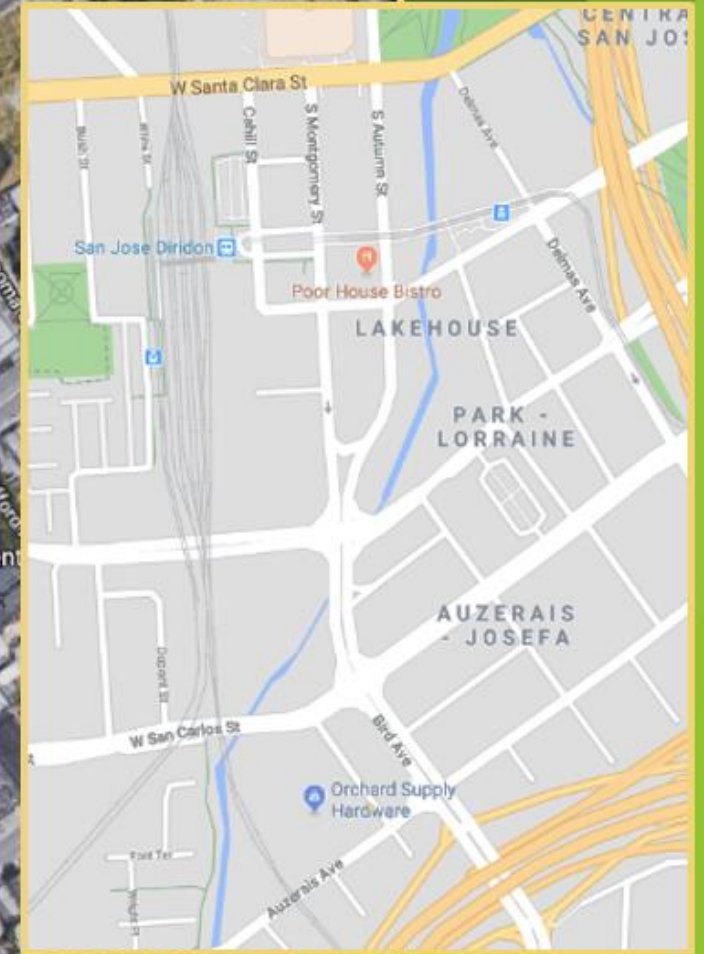 CENTRA
SAN JOS
W Santa Clara St
Bush St
Cahill St
S Montgomery St
S Autumn St
Delmas Ave
San Jose Diridon
Poor House Bistro
Delmas Ave
LAKEHOUSE
PARK -
LORRAINE
AUZERAIS
- JOSEFA
Dupont St
W San Carlos St
Bird Ave
Orchard Supply
Hardware
Auzerais Ave